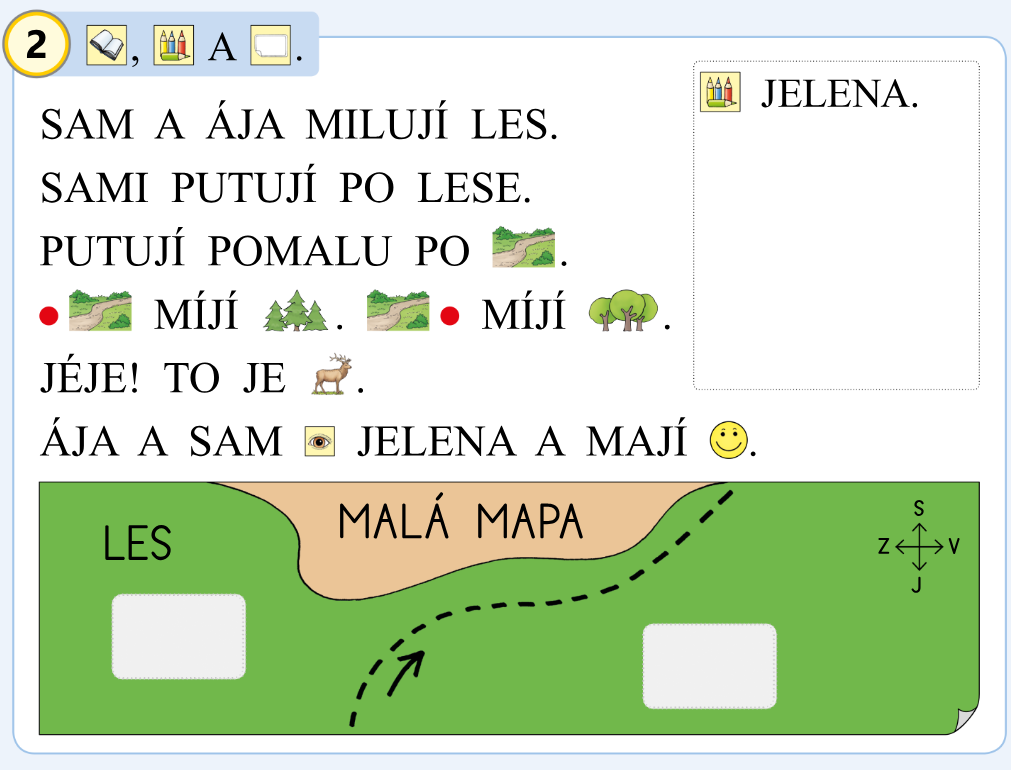 2 , A .
JELENA.
SAM A ÁJA MILUJÍ LES.
SAMI PUTUJÍ PO LESE.
PUTUJÍ POMALU PO .
MÍJÍ . MÍJÍ .
JÉJE! TO JE .
ÁJA A SAM JELENA A MAJÍ .
MALÁ MAPA
LES
S
Z V
J